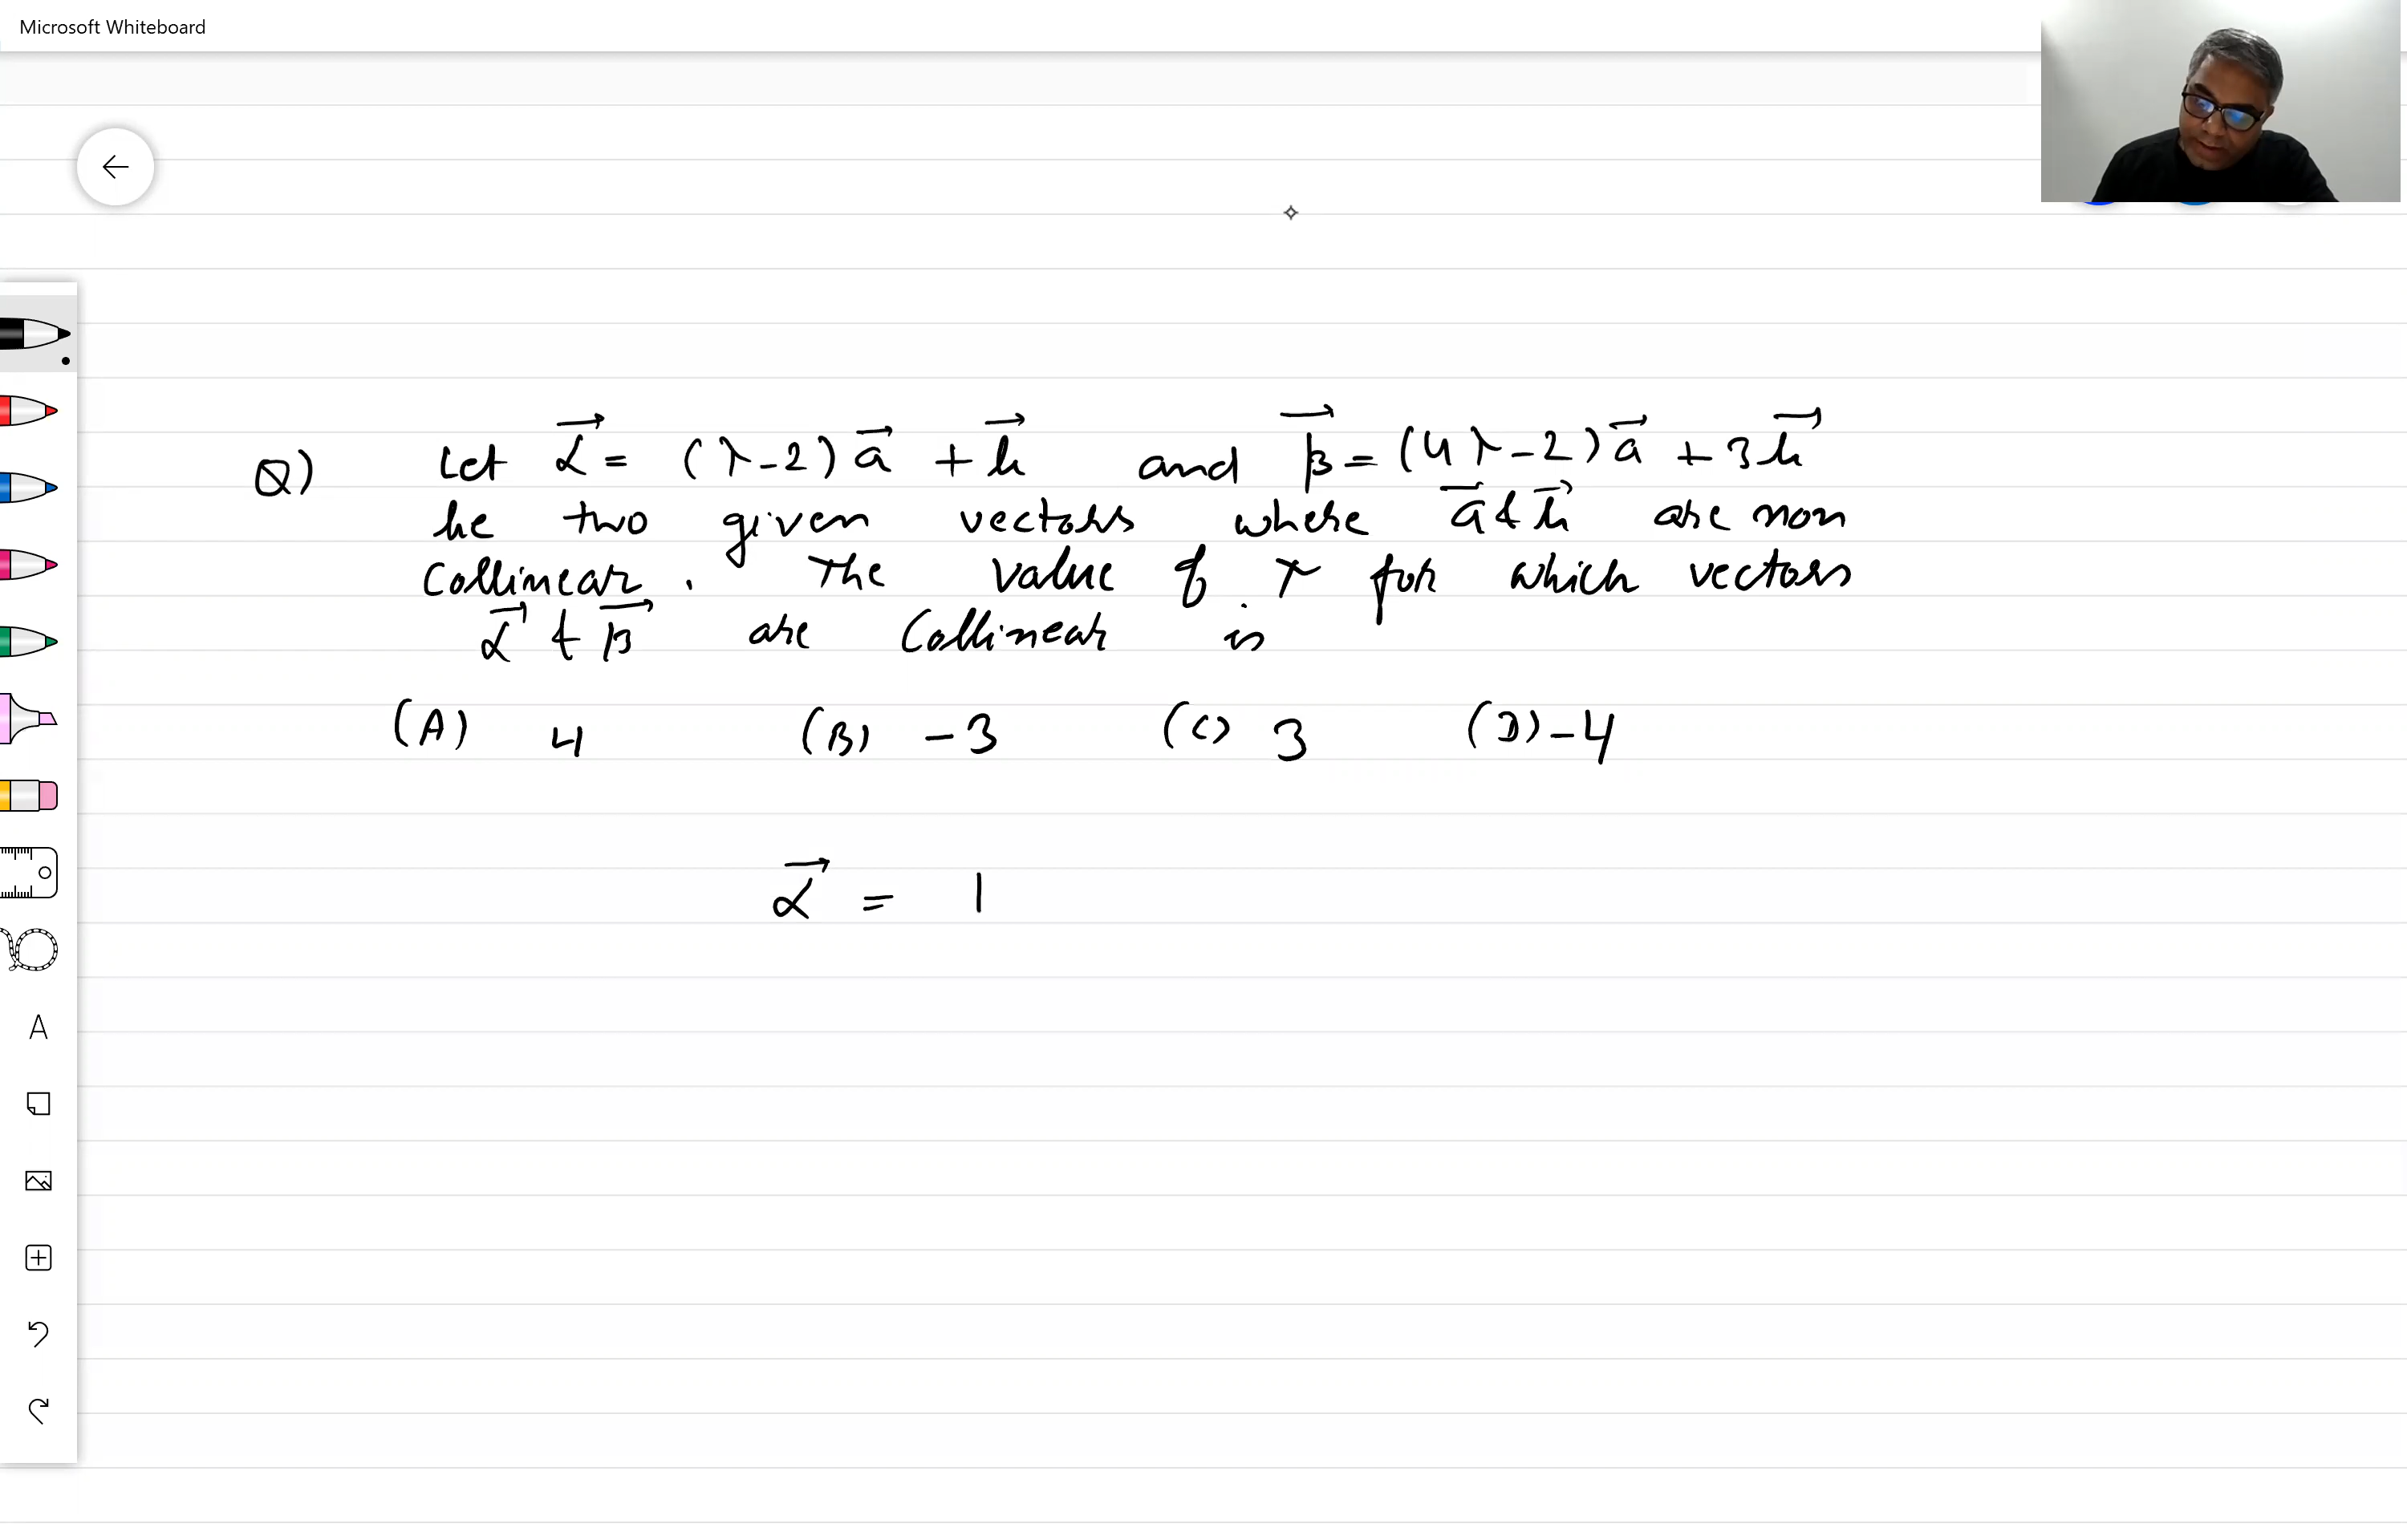 Microsoft Whiteboard
Q) Let α⃗ = (λ-2) a⃗ + b⃗ and β⃗ = (4λ-2) a⃗ + 3b⃗
be two given vectors where a⃗ & b⃗ are non
collinear. The value of λ for which vectors
α⃗ & β⃗ are collinear is
(A) 4 (B) -3 (C) 3 (D) -4
α⃗ = 1
A